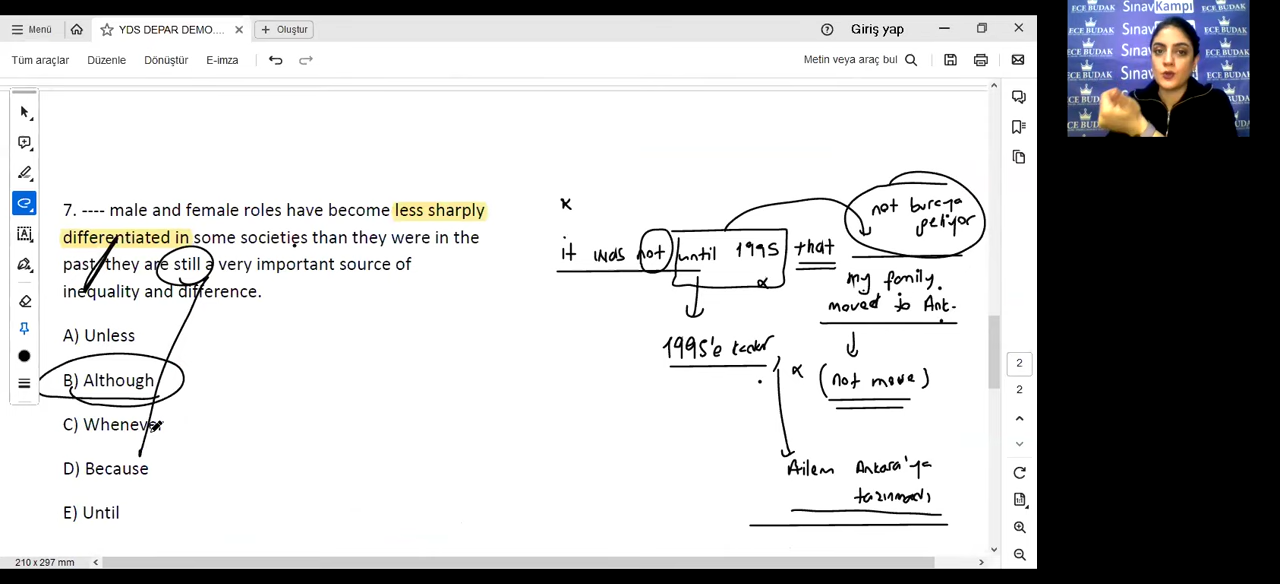 Menü
YDS DEPAR DEMO....
Oluştur
Giriş yap
Tüm araçlar
Düzenle
Dönüştür
E-imza
Metin veya araç bul
7. ---- male and female roles have become less sharply
differentiated in some societies than they were in the
past, they are still a very important source of
inequality and difference.
A) Unless
B) Although
C) Whenever
D) Because
E) Until
it was not until 1995 that
not buraya
geliyor
my family
moved to Ant.
1995'e kadar,
(not move)
Ailem Ankara'ya
taşınmadı
2
2
210 x 297 mm
SınavKampı
ECE BUDAK